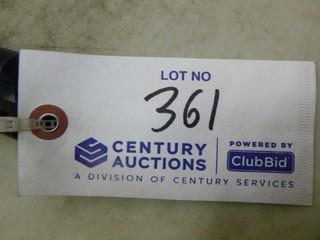 LOT NO
361
CENTURY
AUCTIONS
POWERED BY
ClubBid
A DIVISION OF CENTURY SERVICES